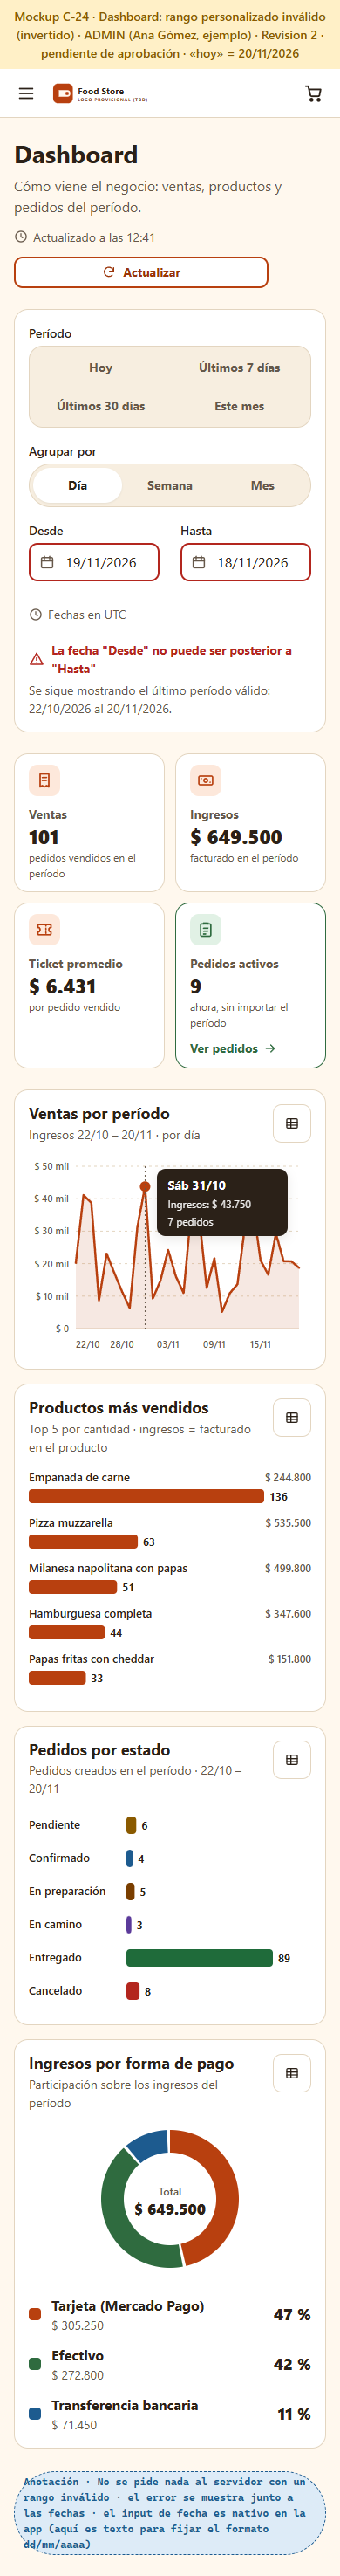 Mockup C-24 · Dashboard: rango personalizado inválido
(invertido) · ADMIN (Ana Gómez, ejemplo) · Revision 2 ·
pendiente de aprobación · «hoy» = 20/11/2026
Food Store
LOGO PROVISIONAL (TBD)
Dashboard
Cómo viene el negocio: ventas, productos y
pedidos del período.
Actualizado a las 12:41
Actualizar
Período
Hoy Últimos 7 días
Últimos 30 días Este mes
Agrupar por
Día Semana Mes
Desde Hasta
19/11/2026 18/11/2026
Fechas en UTC
La fecha "Desde" no puede ser posterior a
"Hasta"
Se sigue mostrando el último período válido:
22/10/2026 al 20/11/2026.
Ventas
101
pedidos vendidos en el
período
Ingresos
$ 649.500
facturado en el período
Ticket promedio
$ 6.431
por pedido vendido
Pedidos activos
9
ahora, sin importar el
período
Ver pedidos →
Ventas por período
Ingresos 22/10 – 20/11 · por día
$ 50 mil
$ 40 mil
$ 30 mil
$ 20 mil
$ 10 mil
$ 0
Sáb 31/10
Ingresos: $ 43.750
7 pedidos
22/10 28/10 03/11 09/11 15/11
Productos más vendidos
Top 5 por cantidad · ingresos = facturado
en el producto
Empanada de carne $ 244.800
136
Pizza muzzarella $ 535.500
63
Milanesa napolitana con papas $ 499.800
51
Hamburguesa completa $ 347.600
44
Papas fritas con cheddar $ 151.800
33
Pedidos por estado
Pedidos creados en el período · 22/10 –
20/11
Pendiente 6
Confirmado 4
En preparación 5
En camino 3
Entregado 89
Cancelado 8
Ingresos por forma de pago
Participación sobre los ingresos del
período
Total
$ 649.500
Tarjeta (Mercado Pago) 47 %
$ 305.250
Efectivo 42 %
$ 272.800
Transferencia bancaria 11 %
$ 71.450
Anotación · No se pide nada al servidor con un
rango inválido · el error se muestra junto a
las fechas · el input de fecha es nativo en la
app (aquí es texto para fijar el formato
dd/mm/aaaa)